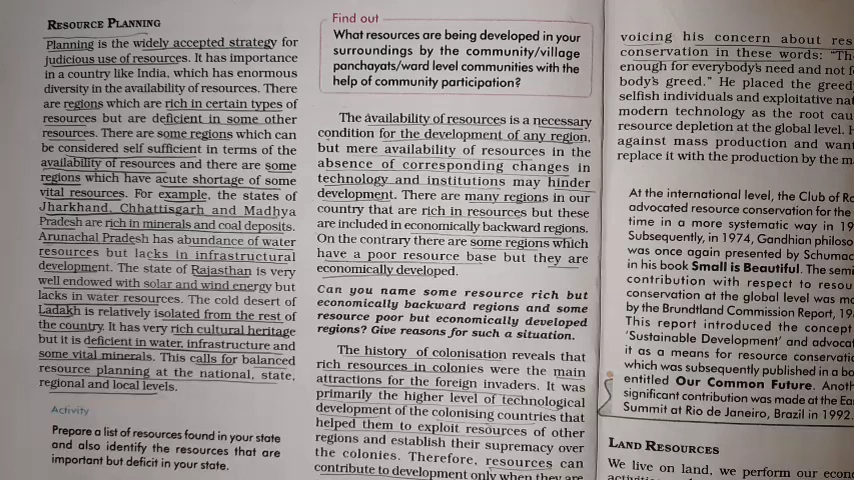 RESOURCE PLANNING
Planning is the widely accepted strategy for
judicious use of resources. It has importance
in a country like India, which has enormous
diversity in the availability of resources. There
are regions which are rich in certain types of
resources but are deficient in some other
resources. There are some regions which can
be considered self sufficient in terms of the
availability of resources and there are some
regions which have acute shortage of some
vital resources. For example, the states of
Jharkhand, Chhattisgarh and Madhya
Pradesh are rich in minerals and coal deposits.
Arunachal Pradesh has abundance of water
resources but lacks in infrastructural
development. The state of Rajasthan is very
well endowed with solar and wind energy but
lacks in water resources. The cold desert of
Ladakh is relatively isolated from the rest of
the country. It has very rich cultural heritage
but it is deficient in water, infrastructure and
some vital minerals. This calls for balanced
resource planning at the national, state,
regional and local levels.
Activity
Prepare a list of resources found in your state
and also identify the resources that are
important but deficit in your state.
Find out
What resources are being developed in your
surroundings by the community/village
panchayats/ward level communities with the
help of community participation?
The availability of resources is a necessary
condition for the development of any region,
but mere availability of resources in the
absence of corresponding changes in
technology and institutions may hinder
development. There are many regions in our
country that are rich in resources but these
are included in economically backward regions.
On the contrary there are some regions which
have a poor resource base but they are
economically developed.
Can you name some resource rich but
economically backward regions and some
resource poor but economically developed
regions? Give reasons for such a situation.
The history of colonisation reveals that
rich resources in colonies were the main
attractions for the foreign invaders. It was
primarily the higher level of technological
development of the colonising countries that
helped them to exploit resources of other
regions and establish their supremacy over
the colonies. Therefore, resources can
contribute to development only when they are
voicing his concern about res
conservation in these words: "Th
enough for everybody's need and not f
body's greed." He placed the greed
selfish individuals and exploitative nat
modern technology as the root cau
resource depletion at the global level. H
against mass production and want
replace it with the production by the m
At the international level, the Club of Ro
advocated resource conservation for the
time in a more systematic way in 19
Subsequently, in 1974, Gandhian philoso
was once again presented by Schumac
in his book Small is Beautiful. The semi
contribution with respect to resou
conservation at the global level was ma
by the Brundtland Commission Report, 19
This report introduced the concept
'Sustainable Development' and advocat
it as a means for resource conservatio
which was subsequently published in a bo
entitled Our Common Future. Anoth
significant contribution was made at the Ea
Summit at Rio de Janeiro, Brazil in 1992.
LAND RESOURCES
We live on land, we perform our econ